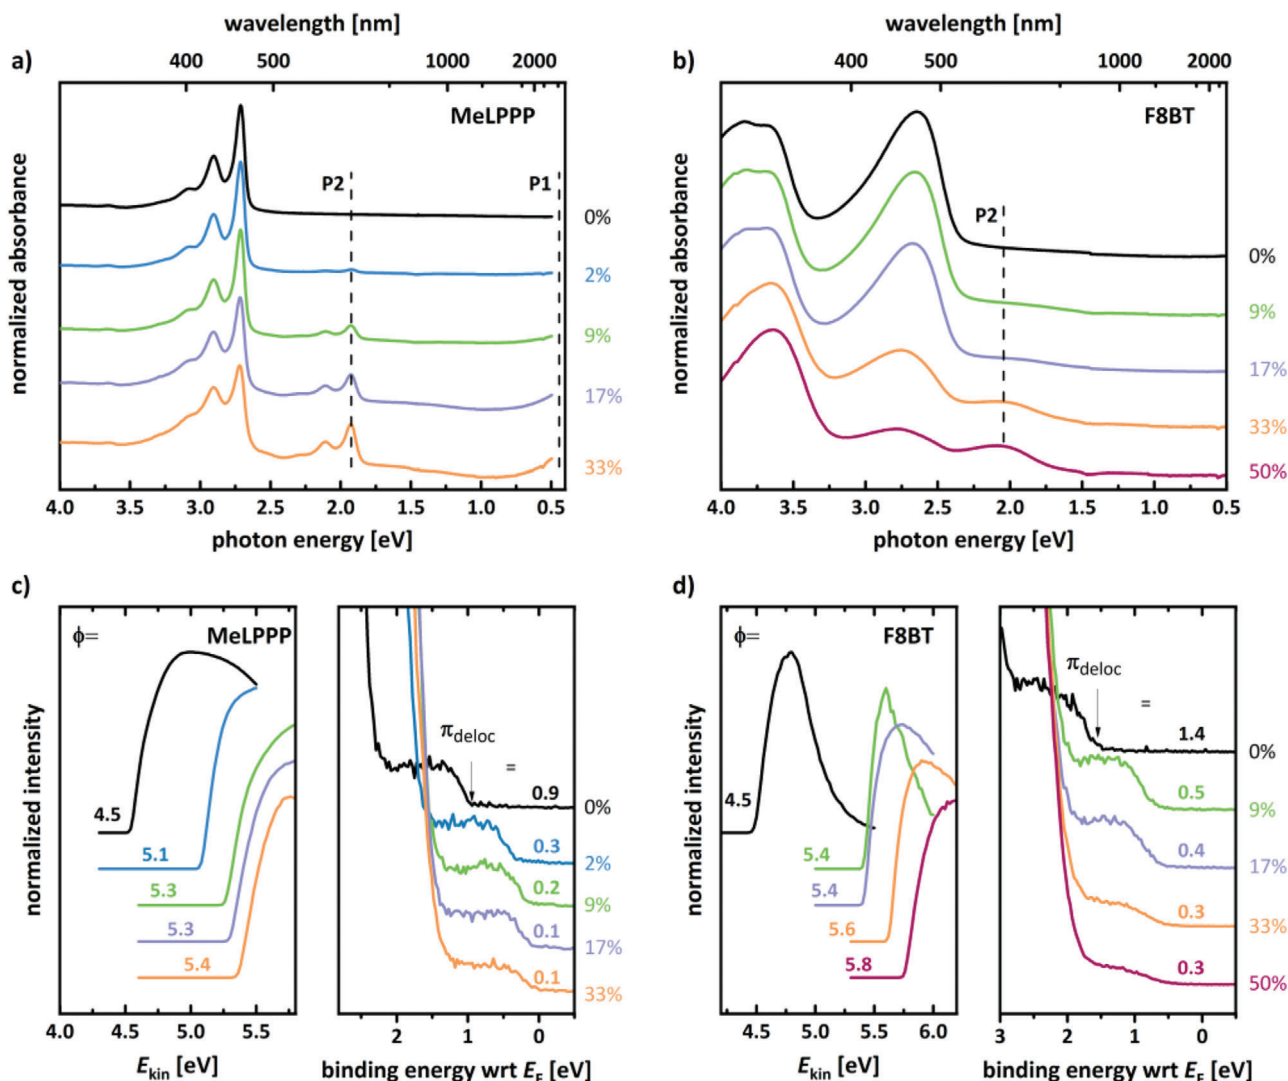 wavelength [nm]
a)
400 500 1000 2000
MeLPPP
P2
P1
0%
2%
9%
17%
33%
normalized absorbance
4.0 3.5 3.0 2.5 2.0 1.5 1.0 0.5
photon energy [eV]
wavelength [nm]
b)
400 500 1000 2000
F8BT
P2
0%
9%
17%
33%
50%
normalized absorbance
4.0 3.5 3.0 2.5 2.0 1.5 1.0 0.5
photon energy [eV]
c)
ϕ=
MeLPPP
4.5
5.1
5.3
5.3
5.4
normalized intensity
4.0 4.5 5.0 5.5
E_kin [eV]
π_deloc
=
0.9
0.3
0.2
0.1
0.1
0%
2%
9%
17%
33%
2 1 0
binding energy wrt E_F [eV]
d)
ϕ=
F8BT
4.5
5.4
5.4
5.6
5.8
normalized intensity
4.5 5.0 5.5 6.0
E_kin [eV]
π_deloc
=
1.4
0.5
0.4
0.3
0.3
0%
9%
17%
33%
50%
3 2 1 0
binding energy wrt E_F [eV]